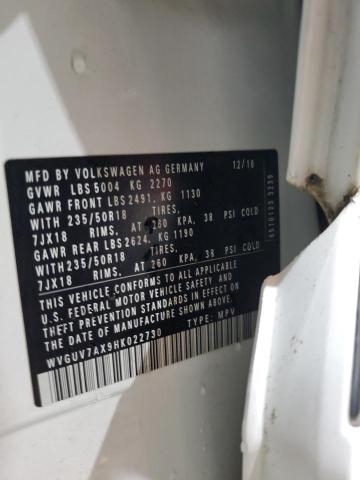 MFD BY VOLKSWAGEN AG GERMANY 12/16
GVWR LBS 5004 KG 2270
GAWR FRONT LBS 2491, KG 1130
WITH 235/50R18 TIRES,
7JX18 RIMS, AT 260 KPA, 38 PSI COLD
GAWR REAR LBS 2624, KG 1190
WITH 235/50R18 TIRES,
7JX18 RIMS, AT 260 KPA, 38 PSI COLD
THIS VEHICLE CONFORMS TO ALL APPLICABLE
U.S. FEDERAL MOTOR VEHICLE SAFETY AND
THEFT PREVENTION STANDARDS IN EFFECT ON
DATE OF MANUFACTURE SHOWN ABOVE.
WVGUV7AX9HK022730 TYPE: MPV